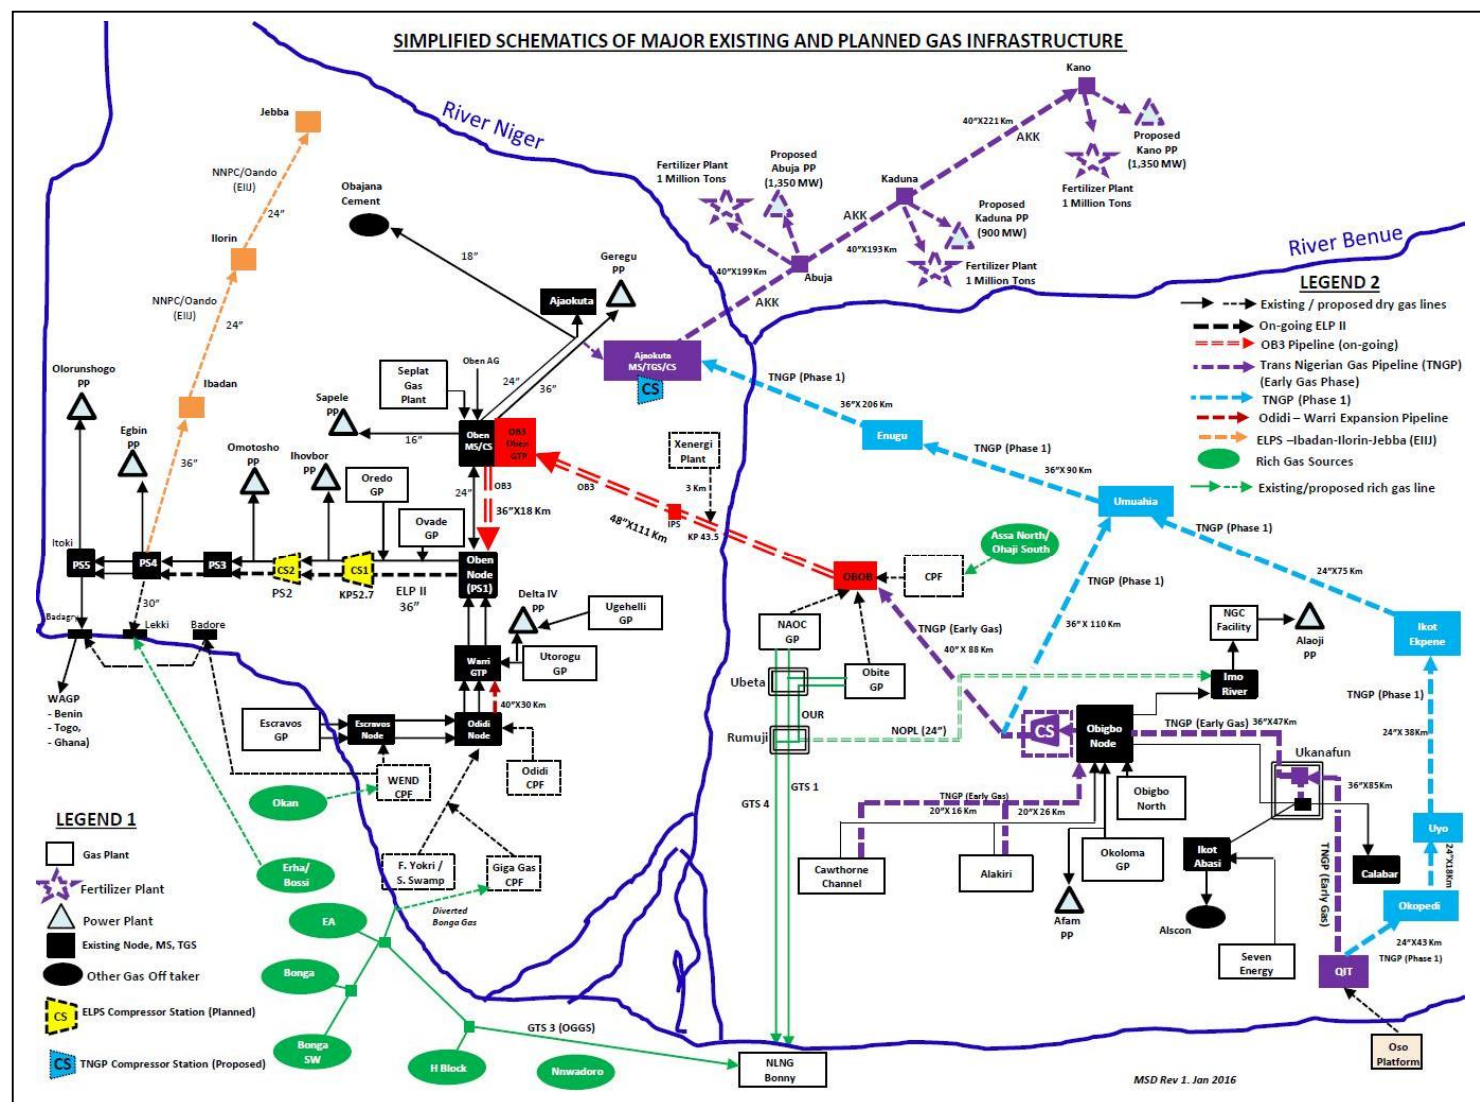 SIMPLIFIED SCHEMATICS OF MAJOR EXISTING AND PLANNED GAS INFRASTRUCTURE
River Niger
River Benue
Jebba
NNPC/Oando
(EIIJ)
24"
Ilorin
NNPC/Oando
(EIIJ)
24"
Ibadan
36"
Obajana
Cement
18"
Geregu
PP
Ajaokuta
24"
36"
Ajaokuta
MS/TGS/CS
CS
Kano
40"X221 Km
AKK
Proposed
Kano PP
(1,350 MW)
Fertilizer Plant
1 Million Tons
Kaduna
Proposed
Kaduna PP
(900 MW)
Fertilizer Plant
1 Million Tons
AKK
40"X193 Km
Abuja
Proposed
Abuja PP
(1,350 MW)
Fertilizer Plant
1 Million Tons
40"X199 Km
AKK
LEGEND 2
Existing / proposed dry gas lines
On-going ELP II
OB3 Pipeline (on-going)
Trans Nigerian Gas Pipeline (TNGP)
(Early Gas Phase)
TNGP (Phase 1)
Odidi – Warri Expansion Pipeline
ELPS –Ibadan-Ilorin-Jebba (EIIJ)
Rich Gas Sources
Existing/proposed rich gas line
Olorunshogo
PP
Egbin
PP
Omotosho
PP
Ihovbor
PP
Sapele
PP
16"
Seplat
Gas
Plant
Oben AG
Oben
MS/CS
OB3
Oben
GTP
Oredo
GP
Ovade
GP
24"
OB3
36"X18 Km
Itoki
PS5
PS4
PS3
CS2
PS2
CS1
KP52.7
ELP II
36"
Oben
Node
(PS1)
30"
Badagry
Lekki
Badore
WAGP
- Benin
- Togo,
- Ghana)
Delta IV
PP
Ugehelli
GP
Utorogu
GP
Warri
GTP
40"X30 Km
Escravos
GP
Escravos
Node
Odidi
Node
Odidi
CPF
WEND
CPF
Okan
F. Yokri /
S. Swamp
Giga Gas
CPF
Diverted
Bonga Gas
Erha/
Bossi
EA
Bonga
Bonga
SW
H Block
Nnwadoro
GTS 3 (OGGS)
NLNG
Bonny
GTS 4
GTS 1
Xenergi
Plant
3 Km
KP 43.5
IPS
OB3
48"X111 Km
OBOB
CPF
Assa North/
Ohaji South
NAOC
GP
Obite
GP
Ubeta
OUR
Rumuji
NOPL (24")
TNGP (Early Gas)
40"X 88 Km
TNGP (Phase 1)
36"X 206 Km
Enugu
TNGP (Phase 1)
36"X 90 Km
Umuahia
TNGP (Phase 1)
24"X75 Km
TNGP (Phase 1)
36"X 110 Km
Ikot
Ekpene
TNGP (Phase 1)
24"X 38Km
Uyo
24"X18Km
Okopedi
24"X43 Km
TNGP (Phase 1)
QIT
Oso
Platform
NGC
Facility
Alaoji
PP
Imo
River
CS
Obigbo
Node
TNGP (Early Gas)
36"X47Km
Ukanafun
36"X85Km
TNGP (Early Gas)
TNGP (Early Gas)
20"X 16 Km
20"X 26 Km
Cawthorne
Channel
Alakiri
Obigbo
North
Okoloma
GP
Afam
PP
Ikot
Abasi
Alscon
Seven
Energy
Calabar
LEGEND 1
Gas Plant
Fertilizer Plant
Power Plant
Existing Node, MS, TGS
Other Gas Off taker
CS
ELPS Compressor Station (Planned)
CS
TNGP Compressor Station (Proposed)
MSD Rev 1. Jan 2016